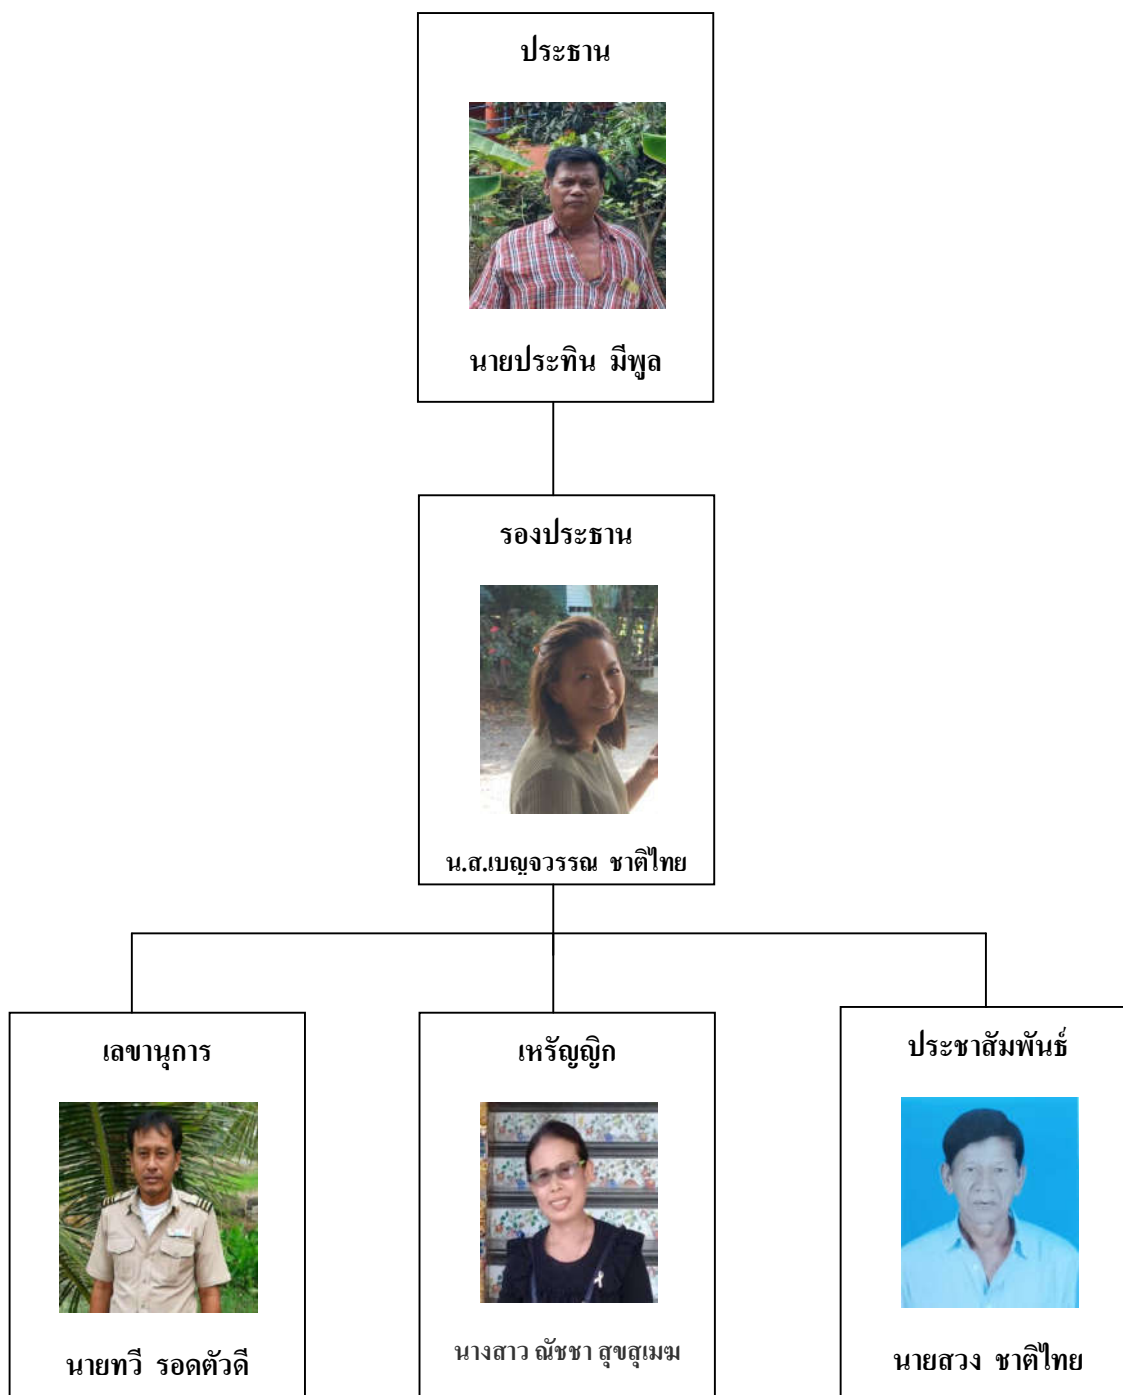 ประธาน
นายประทิน มีพูล
รองประธาน
น.ส.เบญจวรรณ ชาติไทย
เลขานุการ
นายทวี รอดตัวดี
เหรัญญิก
นางสาว ณัชชา สุขสุเมฆ
ประชาสัมพันธ์
นายสวง ชาติไทย